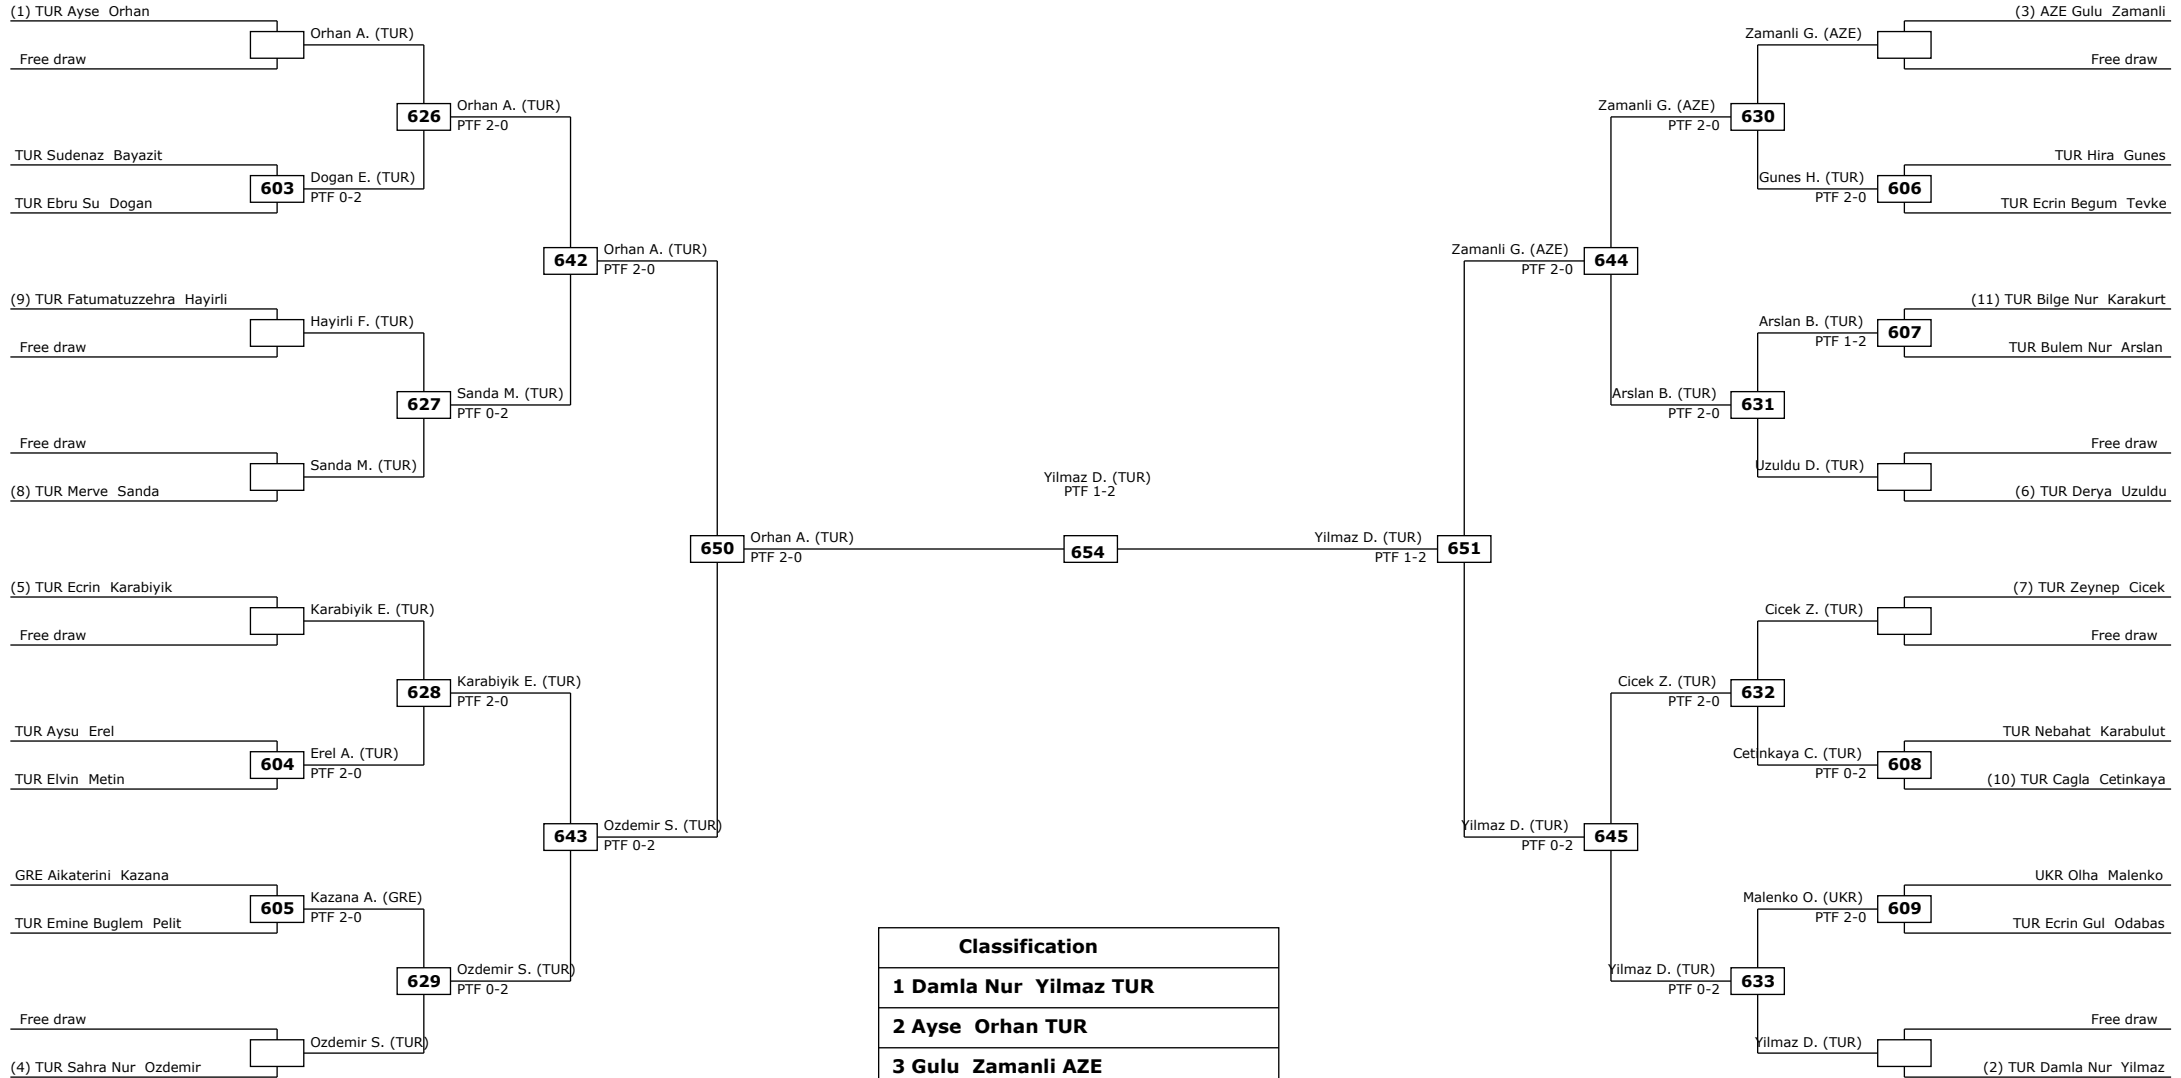 (1) TUR Ayse Orhan
Orhan A. (TUR)
Free draw
626
Orhan A. (TUR)
PTF 2-0
TUR Sudenaz Bayazit
603
Dogan E. (TUR)
PTF 0-2
TUR Ebru Su Dogan
642
Orhan A. (TUR)
PTF 2-0
(9) TUR Fatumatuzzehra Hayirli
Hayirli F. (TUR)
Free draw
627
Sanda M. (TUR)
PTF 0-2
Free draw
Sanda M. (TUR)
(8) TUR Merve Sanda
650
Orhan A. (TUR)
PTF 2-0
(5) TUR Ecrin Karabiyik
Karabiyik E. (TUR)
Free draw
628
Karabiyik E. (TUR)
PTF 2-0
TUR Aysu Erel
604
Erel A. (TUR)
PTF 2-0
TUR Elvin Metin
643
Ozdemir S. (TUR)
PTF 0-2
GRE Aikaterini Kazana
605
Kazana A. (GRE)
PTF 2-0
TUR Emine Buglem Pelit
629
Ozdemir S. (TUR)
PTF 0-2
Free draw
Ozdemir S. (TUR)
(4) TUR Sahra Nur Ozdemir
Yilmaz D. (TUR)
PTF 1-2
654
Classification
1 Damla Nur Yilmaz TUR
2 Ayse Orhan TUR
3 Gulu Zamanli AZE
(3) AZE Gulu Zamanli
Zamanli G. (AZE)
Free draw
Zamanli G. (AZE)
PTF 2-0
630
TUR Hira Gunes
Gunes H. (TUR)
PTF 2-0
606
TUR Ecrin Begum Tevke
Zamanli G. (AZE)
PTF 2-0
644
(11) TUR Bilge Nur Karakurt
Arslan B. (TUR)
PTF 1-2
607
TUR Bulem Nur Arslan
Arslan B. (TUR)
PTF 2-0
631
Free draw
Uzuldu D. (TUR)
(6) TUR Derya Uzuldu
Yilmaz D. (TUR)
PTF 1-2
651
(7) TUR Zeynep Cicek
Cicek Z. (TUR)
Free draw
Cicek Z. (TUR)
PTF 2-0
632
TUR Nebahat Karabulut
Cetinkaya C. (TUR)
PTF 0-2
608
(10) TUR Cagla Cetinkaya
Yilmaz D. (TUR)
PTF 0-2
645
UKR Olha Malenko
Malenko O. (UKR)
PTF 2-0
609
TUR Ecrin Gul Odabas
Yilmaz D. (TUR)
PTF 0-2
633
Free draw
Yilmaz D. (TUR)
(2) TUR Damla Nur Yilmaz